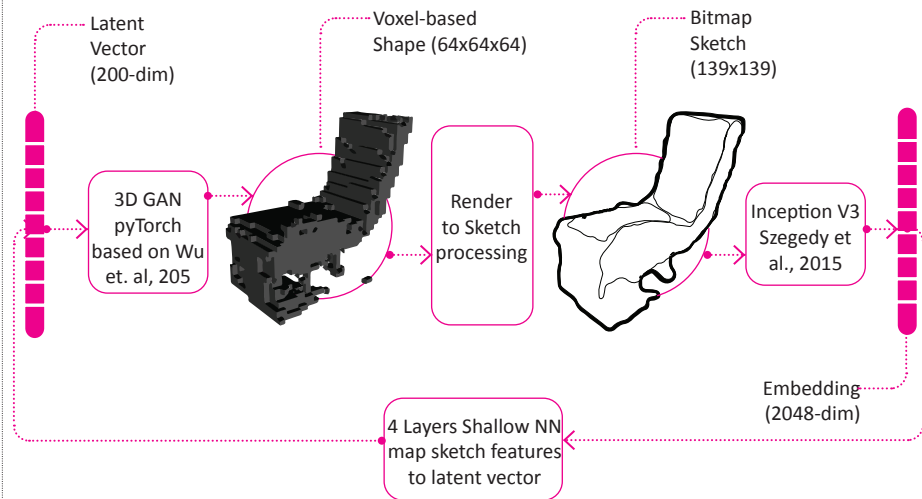 Latent
Vector
(200-dim)
Voxel-based
Shape (64x64x64)
Bitmap
Sketch
(139x139)
3D GAN
pyTorch
based on Wu
et. al, 205
Render
to Sketch
processing
Inception V3
Szegedy et
al., 2015
Embedding
(2048-dim)
4 Layers Shallow NN
map sketch features
to latent vector